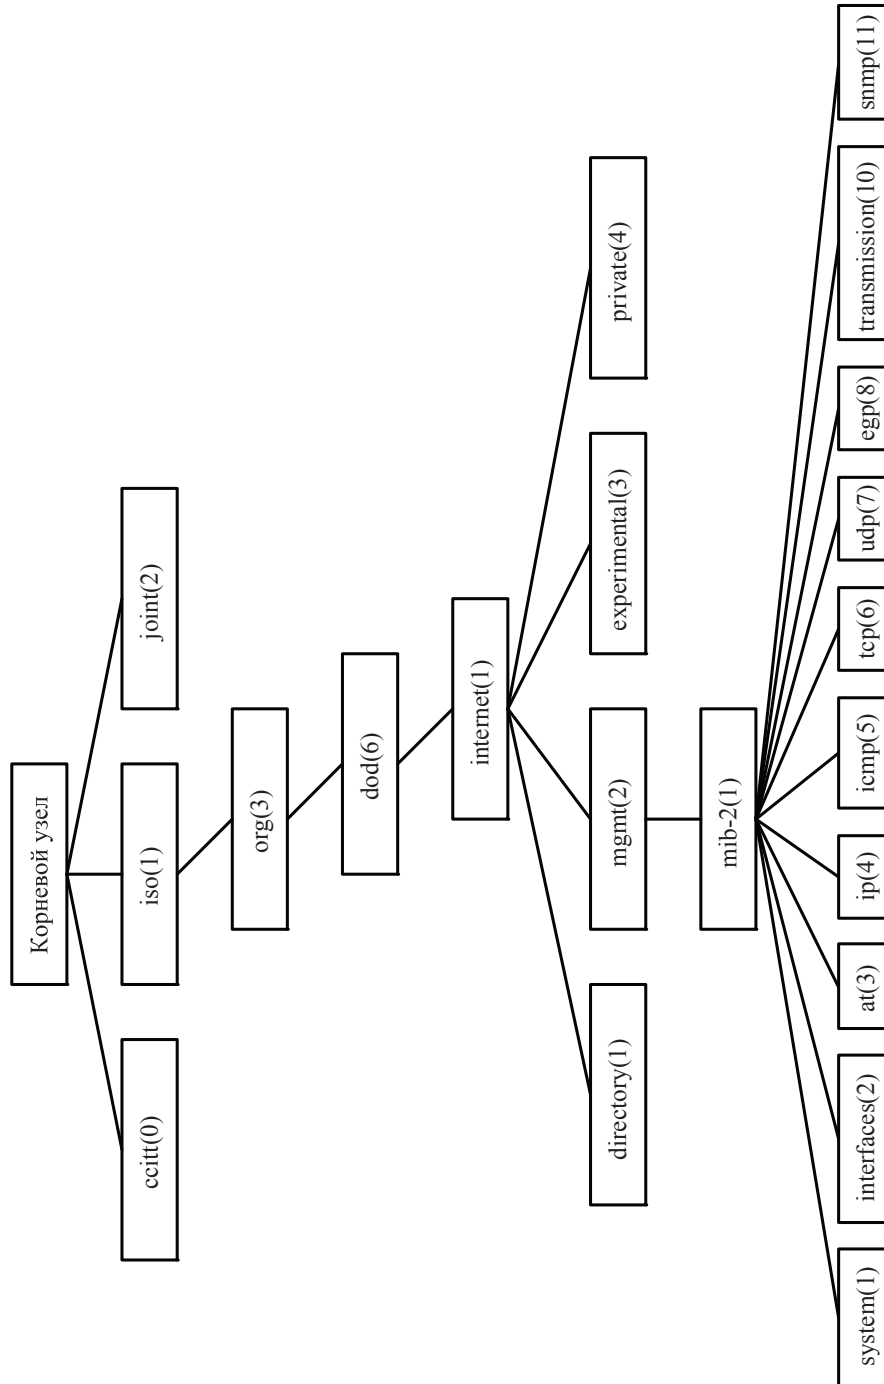 Корневой узел
ccitt(0)
iso(1)
joint(2)
org(3)
dod(6)
internet(1)
directory(1)
mgmt(2)
experimental(3)
private(4)
mib-2(1)
system(1)
interfaces(2)
at(3)
ip(4)
icmp(5)
tcp(6)
udp(7)
egp(8)
transmission(10)
snmp(11)